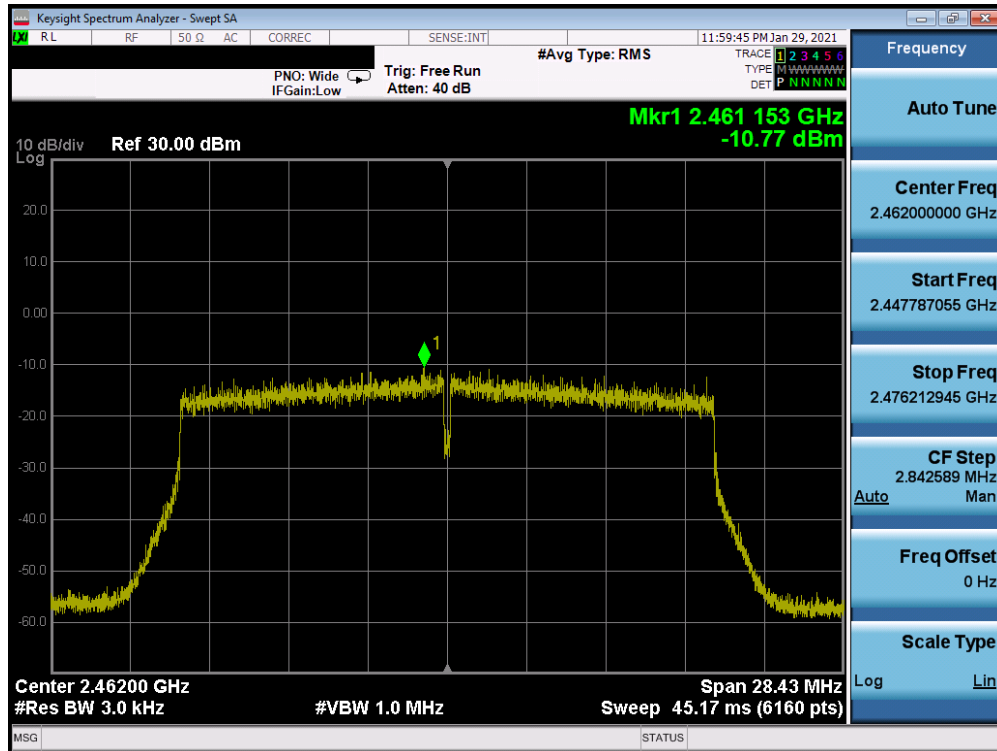 Keysight Spectrum Analyzer - Swept SA
LXI RL RF 50 Ω AC CORREC SENSE:INT 11:59:45 PM Jan 29, 2021
#Avg Type: RMS
TRACE 1 2 3 4 5 6
PNO: Wide Trig: Free Run TYPE M W W W W W
IFGain:Low Atten: 40 dB DET P N N N N N
Mkr1 2.461 153 GHz
-10.77 dBm
10 dB/div Ref 30.00 dBm
Log
20.0
10.0
0.00
1
-10.0
-20.0
-30.0
-40.0
-50.0
-60.0
Center 2.46200 GHz Span 28.43 MHz
#Res BW 3.0 kHz #VBW 1.0 MHz Sweep 45.17 ms (6160 pts)
MSG STATUS
Frequency
Auto Tune
Center Freq
2.462000000 GHz
Start Freq
2.447787055 GHz
Stop Freq
2.476212945 GHz
CF Step
2.842589 MHz
Auto Man
Freq Offset
0 Hz
Scale Type
Log Lin